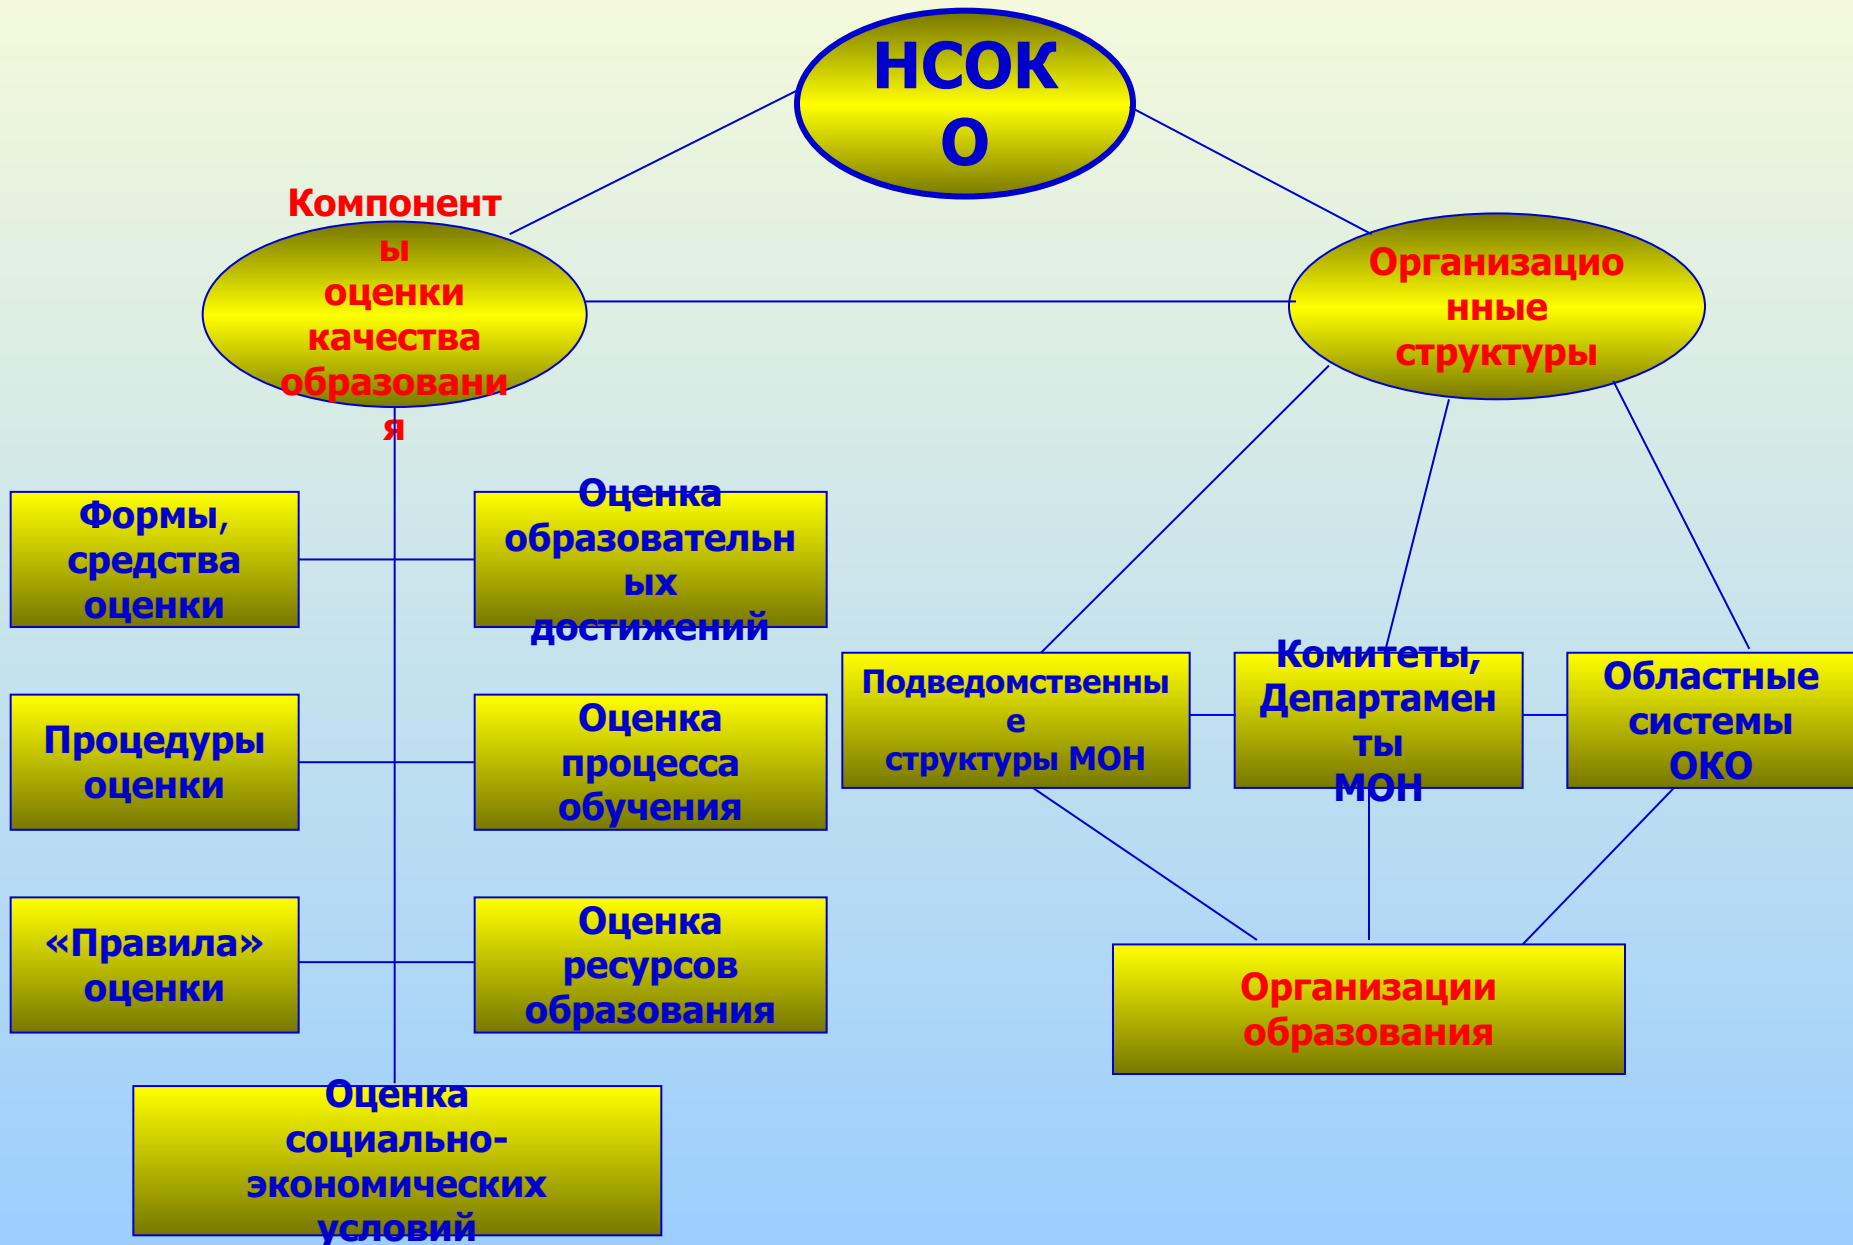 НСОК
О
Компонент
ы
оценки
качества
образовани
я
Организацио
нные
структуры
Формы,
средства
оценки
Оценка
образовательн
ых
достижений
Процедуры
оценки
Оценка
процесса
обучения
«Правила»
оценки
Оценка
ресурсов
образования
Оценка
социально-
экономических
условий
Подведомственны
е
структуры МОН
Комитеты,
Департамен
ты
МОН
Областные
системы
ОКО
Организации
образования